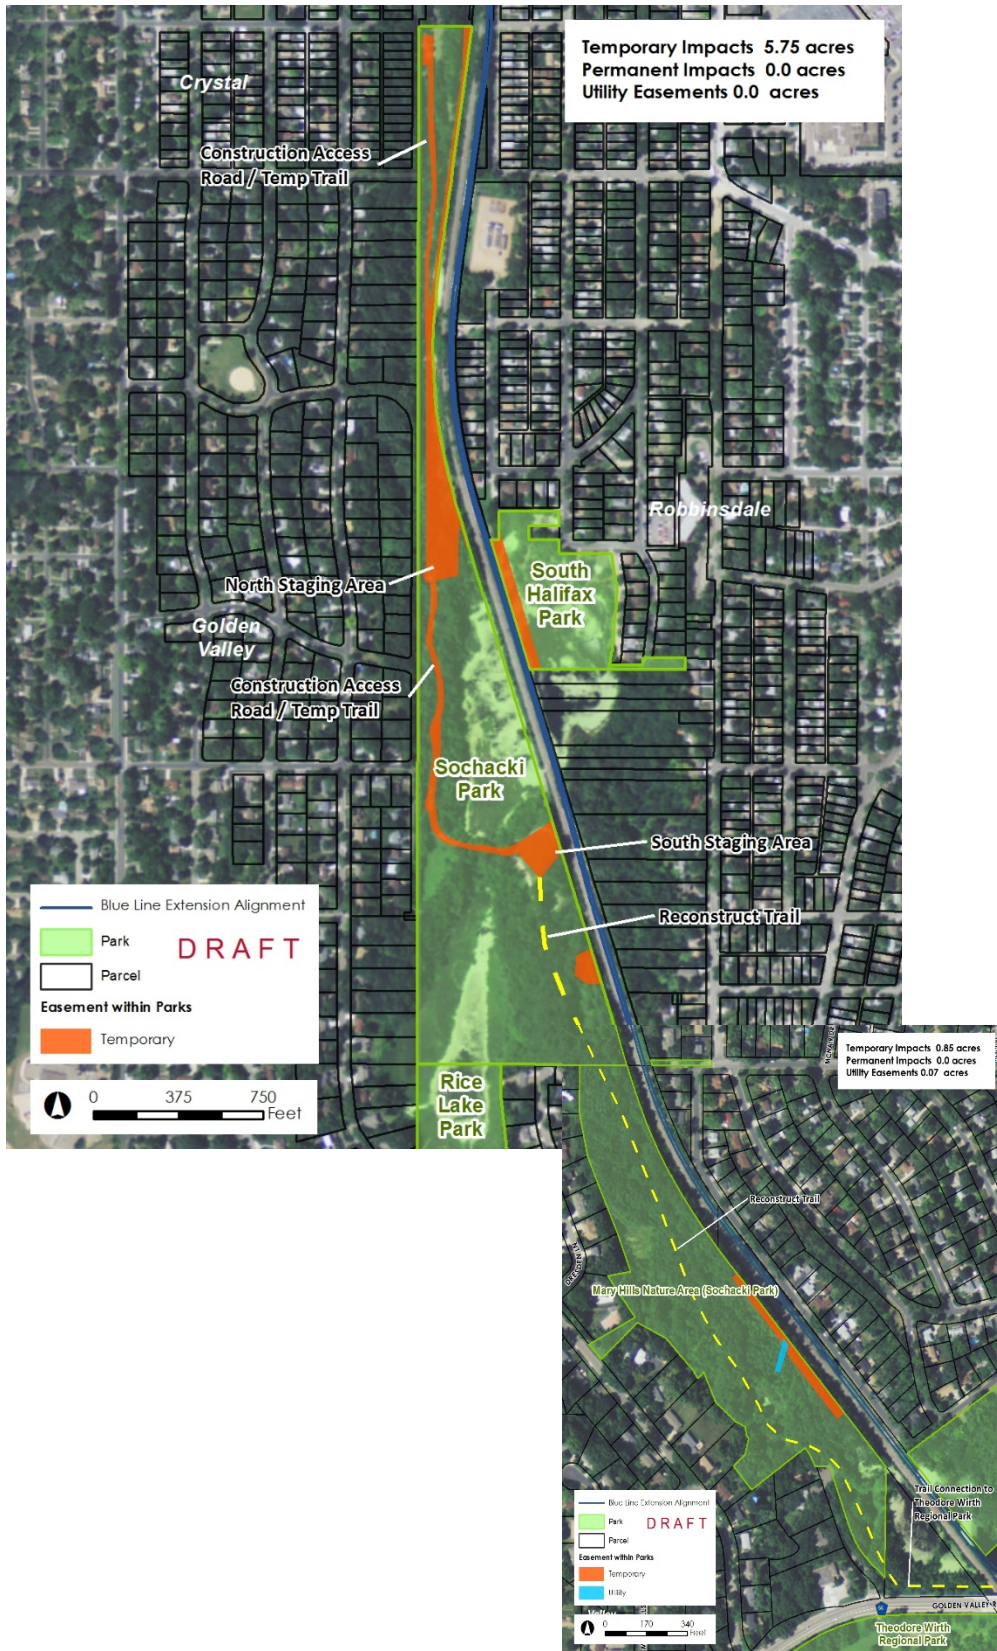 Temporary Impacts 5.75 acres
Permanent Impacts 0.0 acres
Utility Easements 0.0 acres
Crystal
Construction Access
Road / Temp Trail
Robbinsdale
South
Halifax
Park
North Staging Area
Golden
Valley
Construction Access
Road / Temp Trail
Sochacki
Park
South Staging Area
Reconstruct Trail
Blue Line Extension Alignment
Park
DRAFT
Parcel
Easement within Parks
Temporary
0 375 750
Feet
Rice
Lake
Park
Temporary Impacts 0.85 acres
Permanent Impacts 0.0 acres
Utility Easements 0.07 acres
Reconstruct Trail
Mary Hills Nature Area (Sochacki Park)
Trail Connection to
Theodore Wirth
Regional Park
Blue Line Extension Alignment
Park
DRAFT
Parcel
Easement within Parks
Temporary
Utility
0 170 340
Feet
GOLDEN VALLEY R
Theodore Wirth
Regional Park